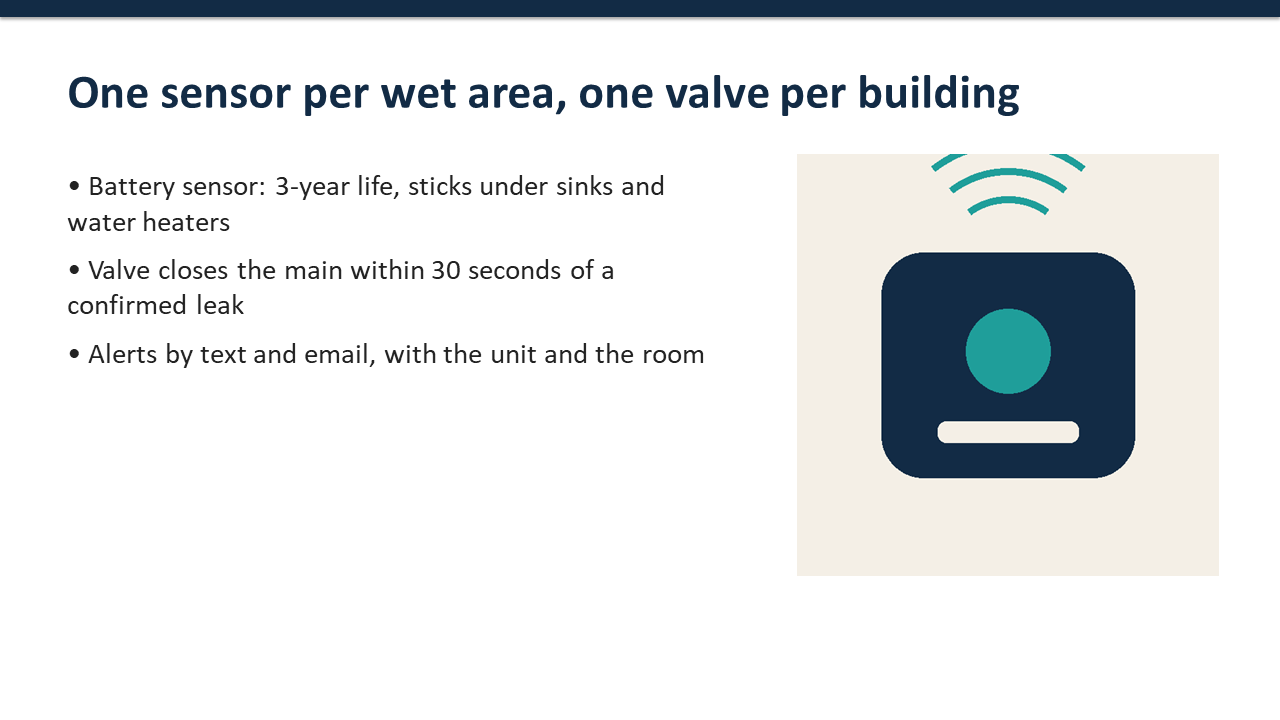 One sensor per wet area, one valve per building
• Battery sensor: 3-year life, sticks under sinks and
water heaters
• Valve closes the main within 30 seconds of a
confirmed leak
• Alerts by text and email, with the unit and the room